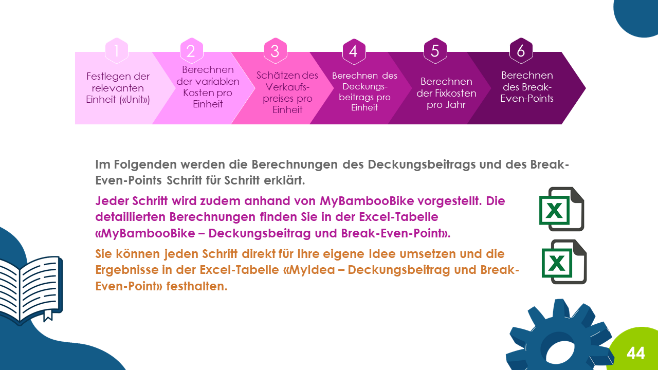 1
Festlegen der
relevanten
Einheit («Unit»)
2
Berechnen
der variablen
Kosten pro
Einheit
3
Schätzen des
Verkaufs-
preises pro
Einheit
4
Berechnen des
Deckungs-
beitrags pro
Einheit
5
Berechnen
der Fixkosten
pro Jahr
6
Berechnen
des Break-
Even-Points
Im Folgenden werden die Berechnungen des Deckungsbeitrags und des Break-
Even-Points Schritt für Schritt erklärt.
Jeder Schritt wird zudem anhand von MyBambooBike vorgestellt. Die
detaillierten Berechnungen finden Sie in der Excel-Tabelle
«MyBambooBike – Deckungsbeitrag und Break-Even-Point».
Sie können jeden Schritt direkt für Ihre eigene Idee umsetzen und die
Ergebnisse in der Excel-Tabelle «MyIdea – Deckungsbeitrag und Break-
Even-Point» festhalten.
X
X
44